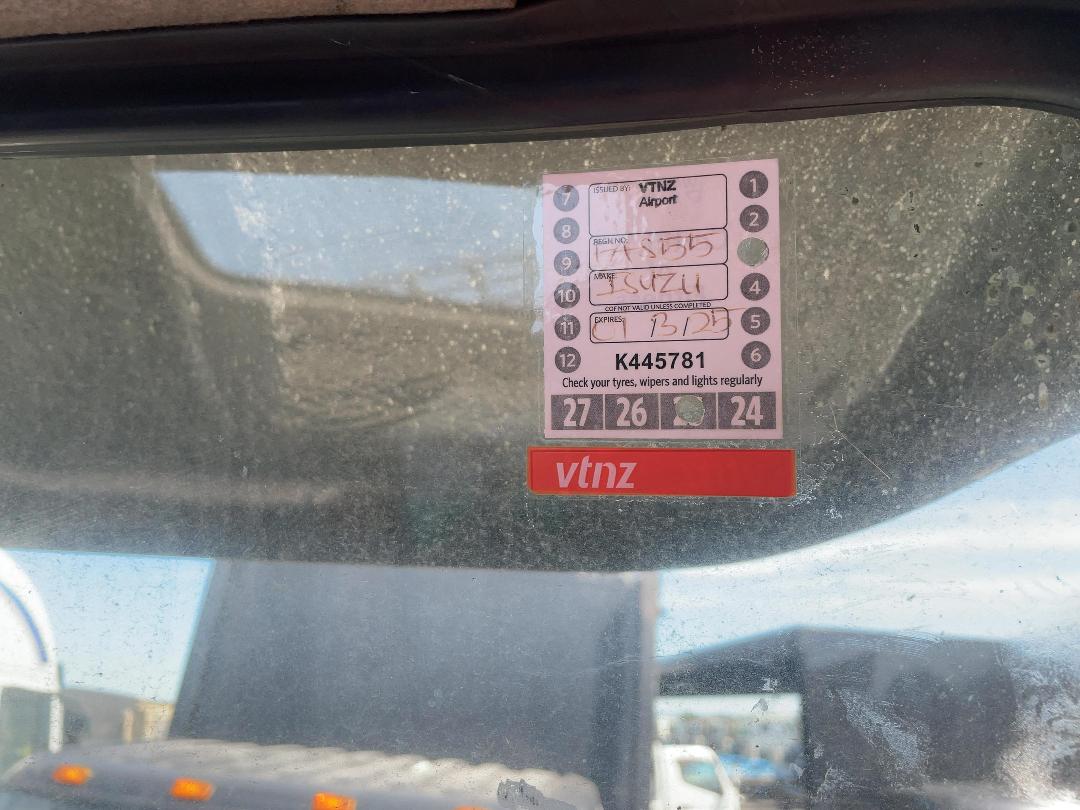 ISSUED BY: VTNZ
Airport
REGN NO:
MAKE ISUZU
COF NOT VALID UNLESS COMPLETED
EXPIRES:
K445781
7
8
9
10
11
12
1
2
4
5
6
Check your tyres, wipers and lights regularly
27 26 24
vtnz